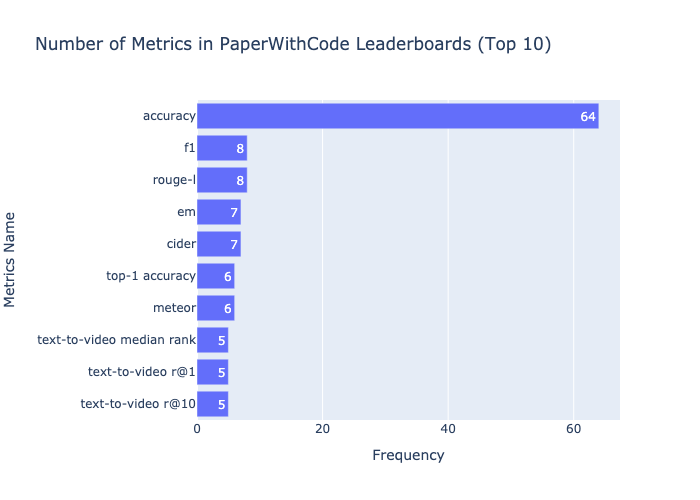 Number of Metrics in PaperWithCode Leaderboards (Top 10)
Metrics Name
accuracy 64
f1 8
rouge-l 8
em 7
cider 7
top-1 accuracy 6
meteor 6
text-to-video median rank 5
text-to-video r@1 5
text-to-video r@10 5
0 20 40 60
Frequency